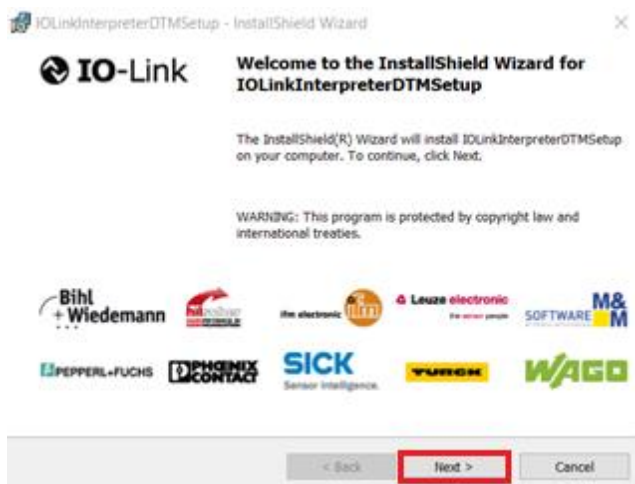 IOLinkInterpreterDTMSetup - InstallShield Wizard
IO-Link
Welcome to the InstallShield Wizard for
IOLinkInterpreterDTMSetup
The InstallShield(R) Wizard will install IOLinkInterpreterDTMSetup
on your computer. To continue, click Next.
WARNING: This program is protected by copyright law and
international treaties.
Bihl
+ Wiedemann
hilscher
ifm electronic
ifm
Leuze electronic
the sensor people
M&M
SOFTWARE
PEPPERL+FUCHS
PHOENIX
CONTACT
SICK
Sensor Intelligence.
TURCK
WAGO
< Back
Next >
Cancel